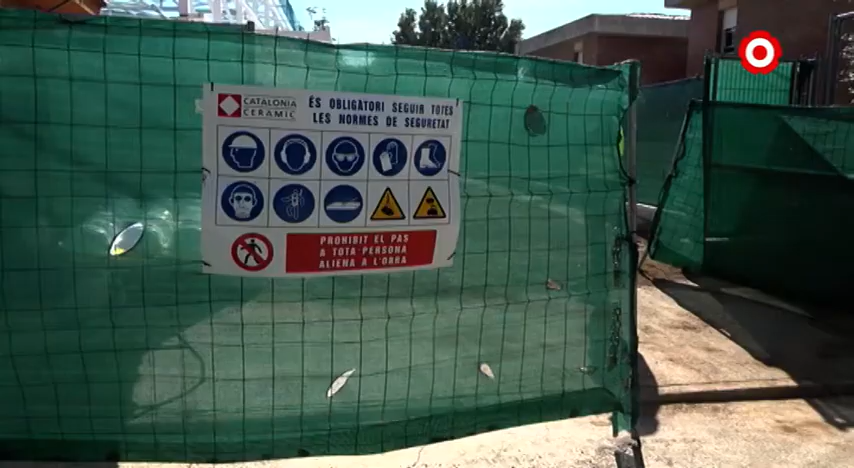 CATALONIA
CERAMIC
ÉS OBLIGATORI SEGUIR TOTES
LES NORMES DE SEGURETAT
PROHIBIT EL PAS
A TOTA PERSONA
ALIENA A L'OBRA